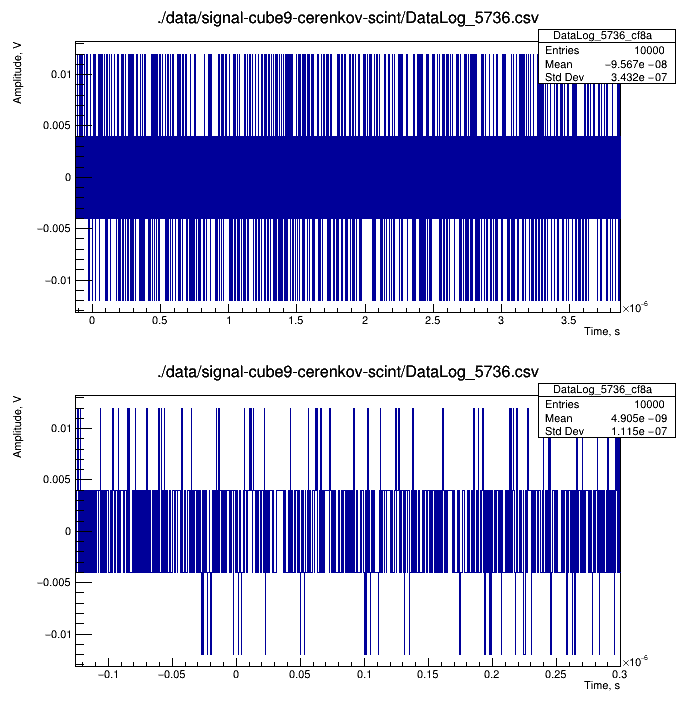 ./data/signal-cube9-cerenkov-scint/DataLog_5736.csv
DataLog_5736_cf8a
Entries 10000
Mean −9.567e −08
Std Dev 3.432e −07
Amplitude, V
0.01
0.005
0
−0.005
−0.01
0 0.5 1 1.5 2 2.5 3 3.5
×10⁻⁶
Time, s
./data/signal-cube9-cerenkov-scint/DataLog_5736.csv
DataLog_5736_cf8a
Entries 10000
Mean 4.905e −09
Std Dev 1.115e −07
Amplitude, V
0.01
0.005
0
−0.005
−0.01
−0.1 −0.05 0 0.05 0.1 0.15 0.2 0.25 0.3
×10⁻⁶
Time, s